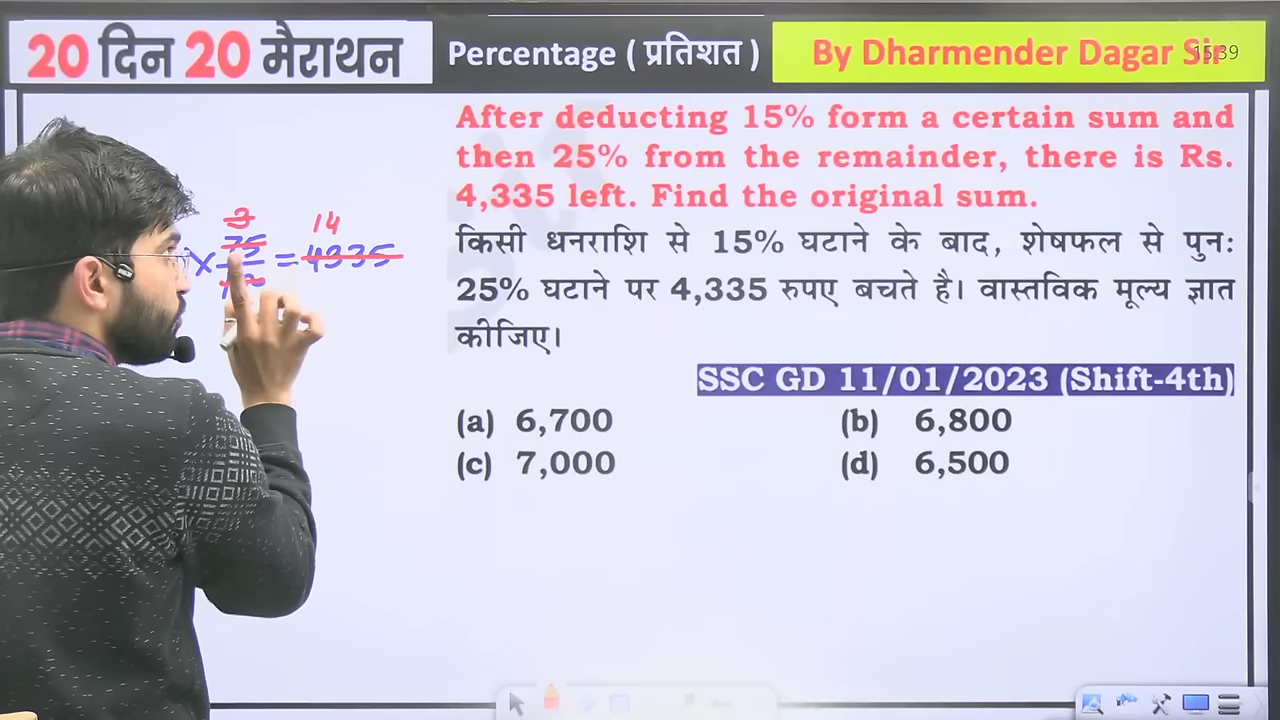 20 दिन 20 मैराथन
Percentage ( प्रतिशत )
By Dharmender Dagar Sir
15:39
After deducting 15% form a certain sum and
then 25% from the remainder, there is Rs.
4,335 left. Find the original sum.
किसी धनराशि से 15% घटाने के बाद, शेषफल से पुन:
25% घटाने पर 4,335 रुपए बचते है। वास्तविक मूल्य ज्ञात
कीजिए।
SSC GD 11/01/2023 (Shift-4th)
(a) 6,700
(b) 6,800
(c) 7,000
(d) 6,500
3
14
× 75 = 4335